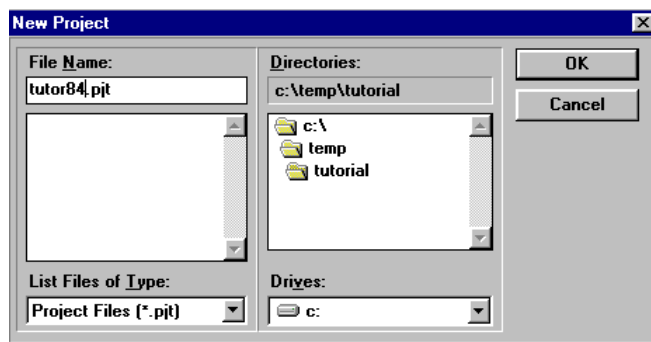 New Project
File Name:
tutor84.pjt
List Files of Type:
Project Files (*.pjt)
Directories:
c:\temp\tutorial
c:\
temp
tutorial
Drives:
c:
OK
Cancel